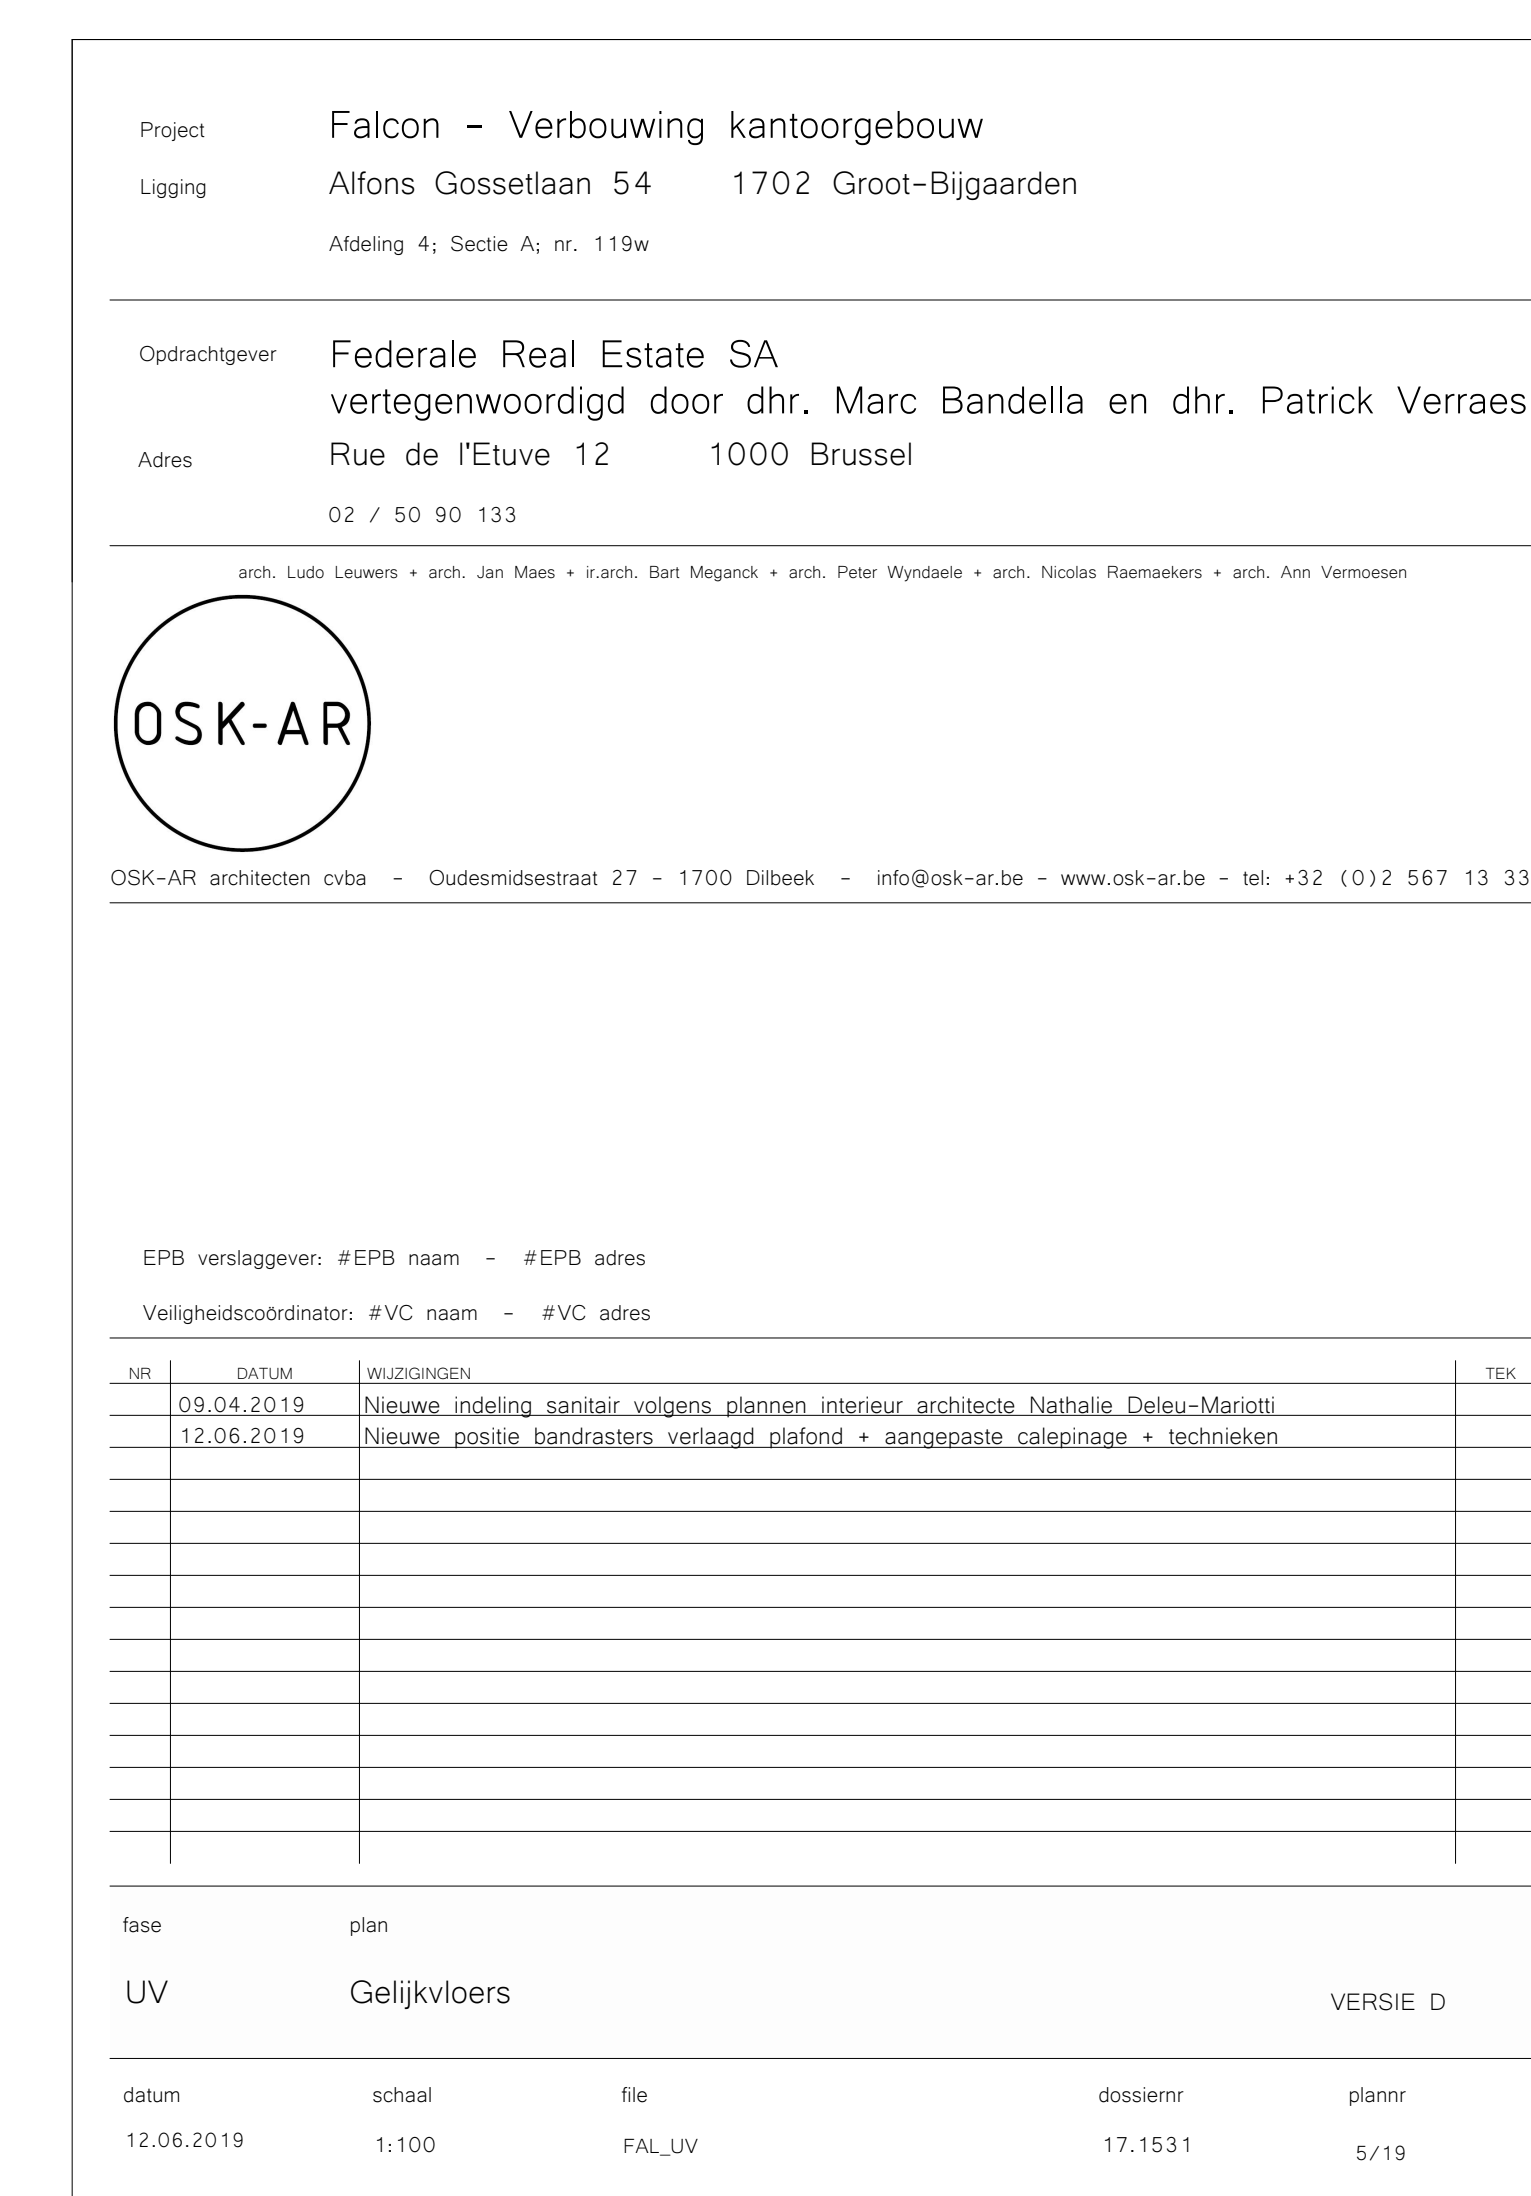 Project Falcon - Verbouwing kantoorgebouw
Ligging Alfons Gossetlaan 54 1702 Groot-Bijgaarden
Afdeling 4; Sectie A; nr. 119w
Opdrachtgever Federale Real Estate SA
vertegenwoordigd door dhr. Marc Bandella en dhr. Patrick Verraes
Adres Rue de l'Etuve 12 1000 Brussel
02 / 50 90 133
arch. Ludo Leuwers + arch. Jan Maes + ir.arch. Bart Meganck + arch. Peter Wyndaele + arch. Nicolas Raemaekers + arch. Ann Vermoesen
OSK-AR
OSK-AR architecten cvba - Oudesmidsestraat 27 - 1700 Dilbeek - info@osk-ar.be - www.osk-ar.be - tel: +32 (0)2 567 13 33
EPB verslaggever: #EPB naam - #EPB adres
Veiligheidscoördinator: #VC naam - #VC adres
NR DATUM WIJZIGINGEN TEK
09.04.2019 Nieuwe indeling sanitair volgens plannen interieur architecte Nathalie Deleu-Mariotti
12.06.2019 Nieuwe positie bandrasters verlaagd plafond + aangepaste calepinage + technieken
fase plan
UV Gelijkvloers VERSIE D
datum schaal file dossiernr plannr
12.06.2019 1:100 FAL_UV 17.1531 5/19